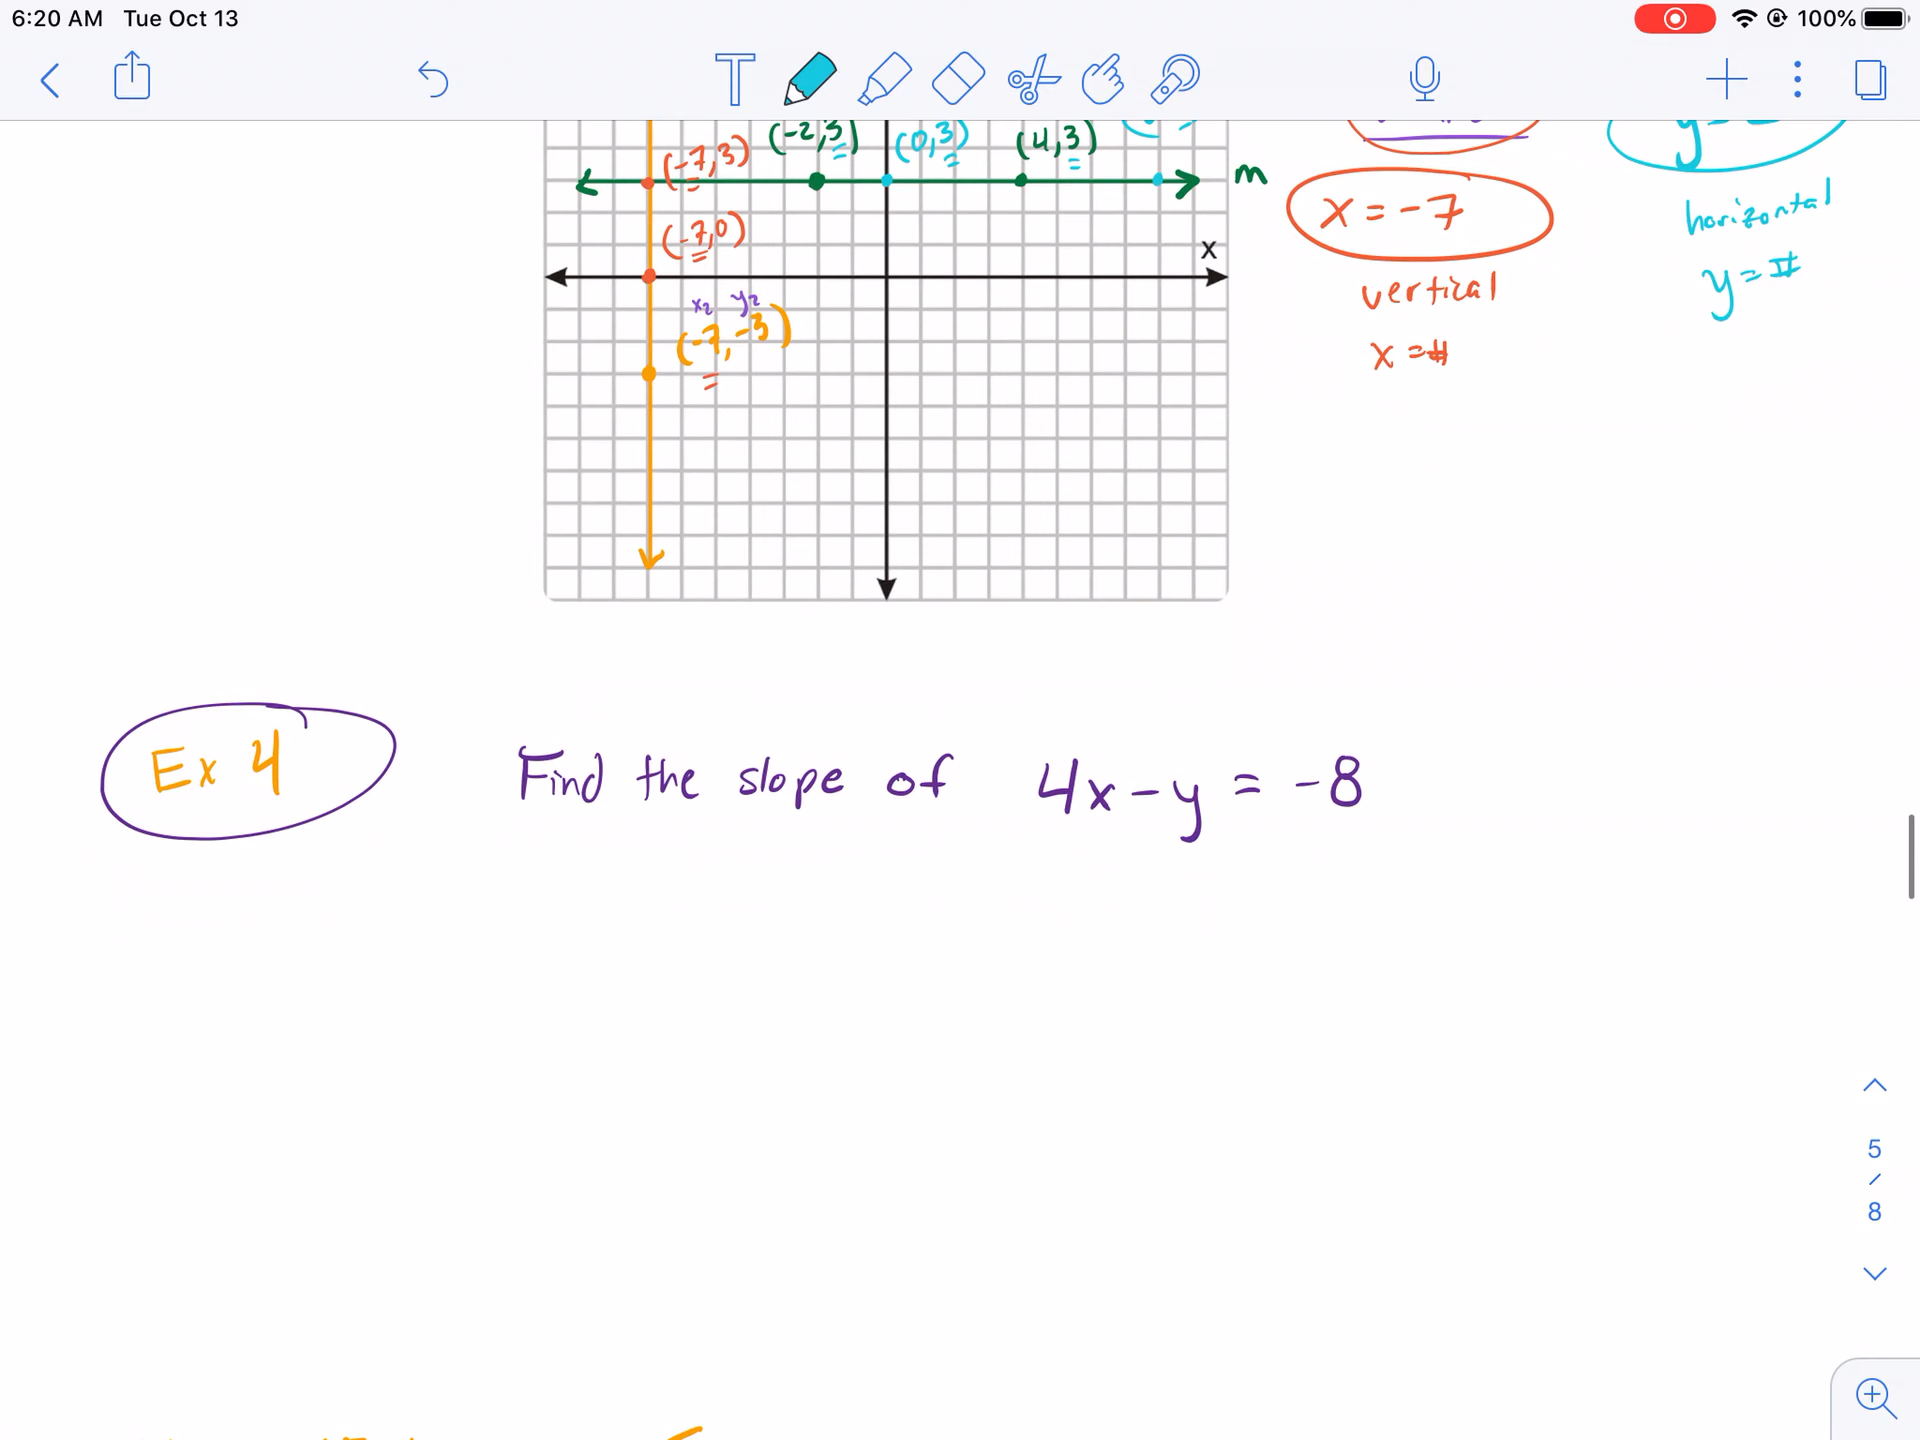 6:20 AM Tue Oct 13
100%
T
(-2,3) (0,3) (4,3)
(-7,3)
m
x = -7
horizontal
(-7,0)
x
y = #
vertical
x2 y2
(-7,-3)
x = #
Ex 4 Find the slope of 4x - y = -8
5
/
8